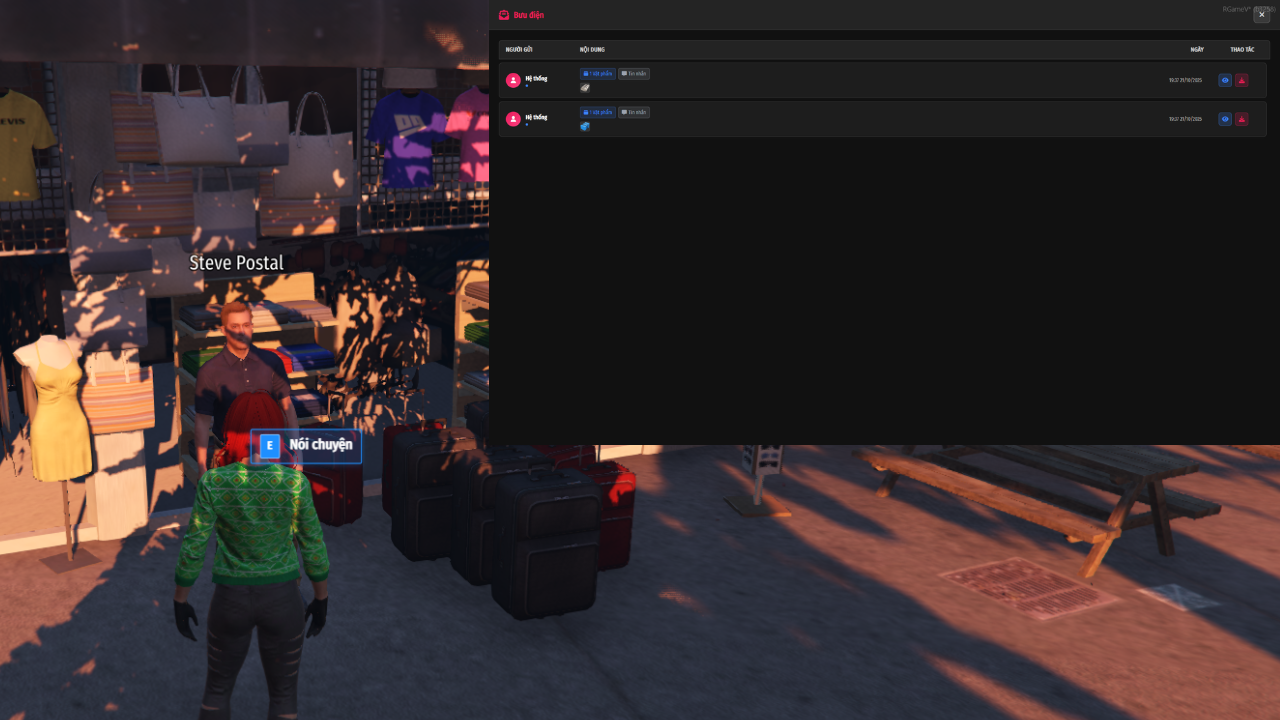 Bưu điện
NGƯỜI GỬI NỘI DUNG NGÀY THAO TÁC
Hệ thống 1 Vật phẩm Tin nhắn
Hệ thống 1 Vật phẩm Tin nhắn
EVIS
Steve Postal
E Nói chuyện